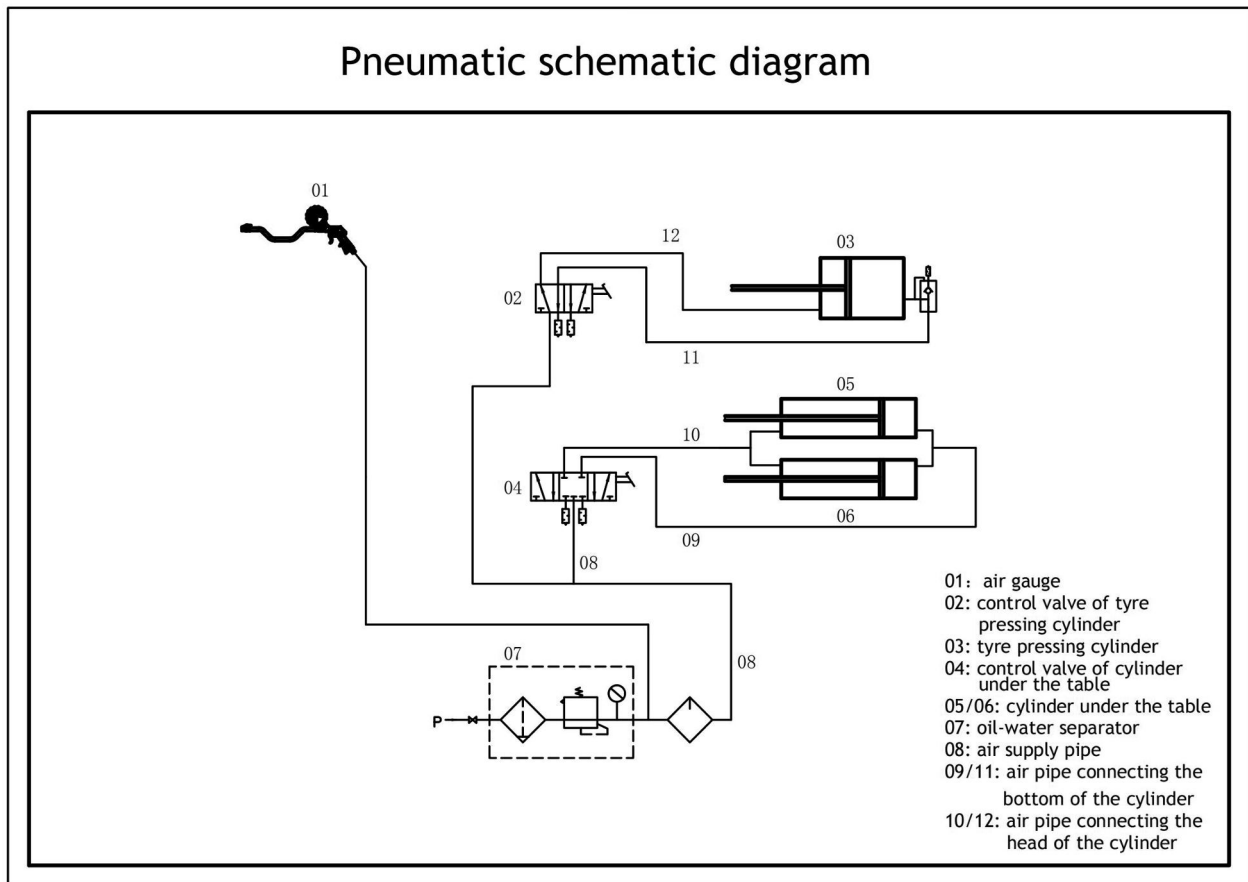 Pneumatic schematic diagram
01
12
03
02
11
05
10
04
06
09
08
07
08
P
01: air gauge
02: control valve of tyre
pressing cylinder
03: tyre pressing cylinder
04: control valve of cylinder
under the table
05/06: cylinder under the table
07: oil-water separator
08: air supply pipe
09/11: air pipe connecting the
bottom of the cylinder
10/12: air pipe connecting the
head of the cylinder